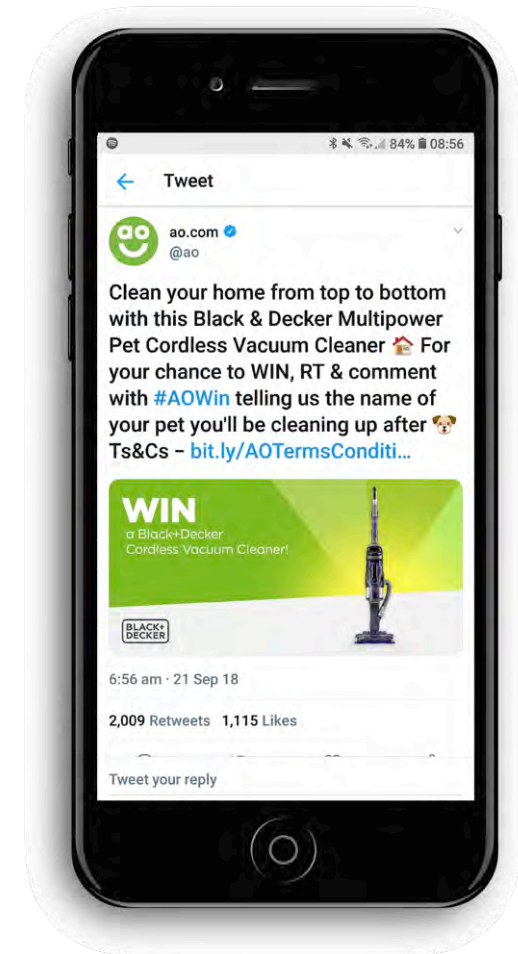 84% 08:56
Tweet
ao
ao.com
@ao
Clean your home from top to bottom
with this Black & Decker Multipower
Pet Cordless Vacuum Cleaner 🏠 For
your chance to WIN, RT & comment
with #AOWin telling us the name of
your pet you'll be cleaning up after 🐶
Ts&Cs – bit.ly/AOTermsConditi...
WIN
a Black+Decker
Cordless Vacuum Cleaner!
BLACK+
DECKER
6:56 am · 21 Sep 18
2,009 Retweets 1,115 Likes
Tweet your reply